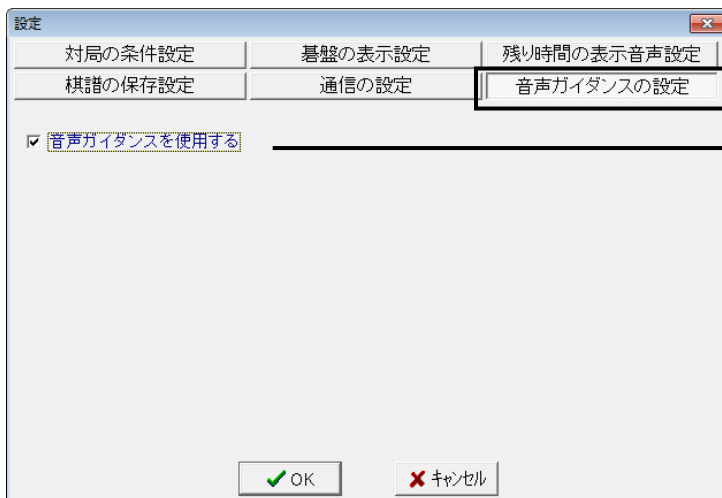 設定
対局の条件設定 碁盤の表示設定 残り時間の表示音声設定
棋譜の保存設定 通信の設定 音声ガイダンスの設定
音声ガイダンスを使用する
OK キャンセル